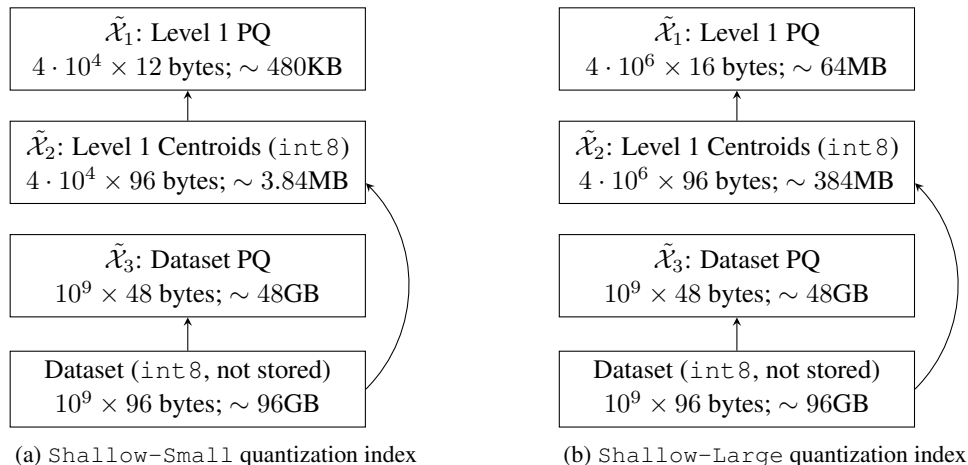 𝒳̃₁: Level 1 PQ
4 · 10⁴ × 12 bytes; ∼ 480KB
𝒳̃₂: Level 1 Centroids (int8)
4 · 10⁴ × 96 bytes; ∼ 3.84MB
𝒳̃₃: Dataset PQ
10⁹ × 48 bytes; ∼ 48GB
Dataset (int8, not stored)
10⁹ × 96 bytes; ∼ 96GB
(a) Shallow-Small quantization index
𝒳̃₁: Level 1 PQ
4 · 10⁶ × 16 bytes; ∼ 64MB
𝒳̃₂: Level 1 Centroids (int8)
4 · 10⁶ × 96 bytes; ∼ 384MB
𝒳̃₃: Dataset PQ
10⁹ × 48 bytes; ∼ 48GB
Dataset (int8, not stored)
10⁹ × 96 bytes; ∼ 96GB
(b) Shallow-Large quantization index